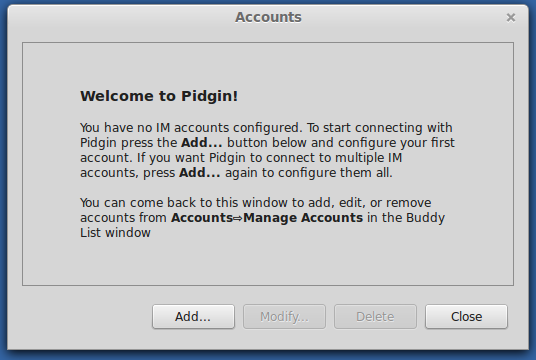 Accounts
Welcome to Pidgin!
You have no IM accounts configured. To start connecting with
Pidgin press the Add... button below and configure your first
account. If you want Pidgin to connect to multiple IM
accounts, press Add... again to configure them all.
You can come back to this window to add, edit, or remove
accounts from Accounts⇨Manage Accounts in the Buddy
List window
Add...
Modify...
Delete
Close